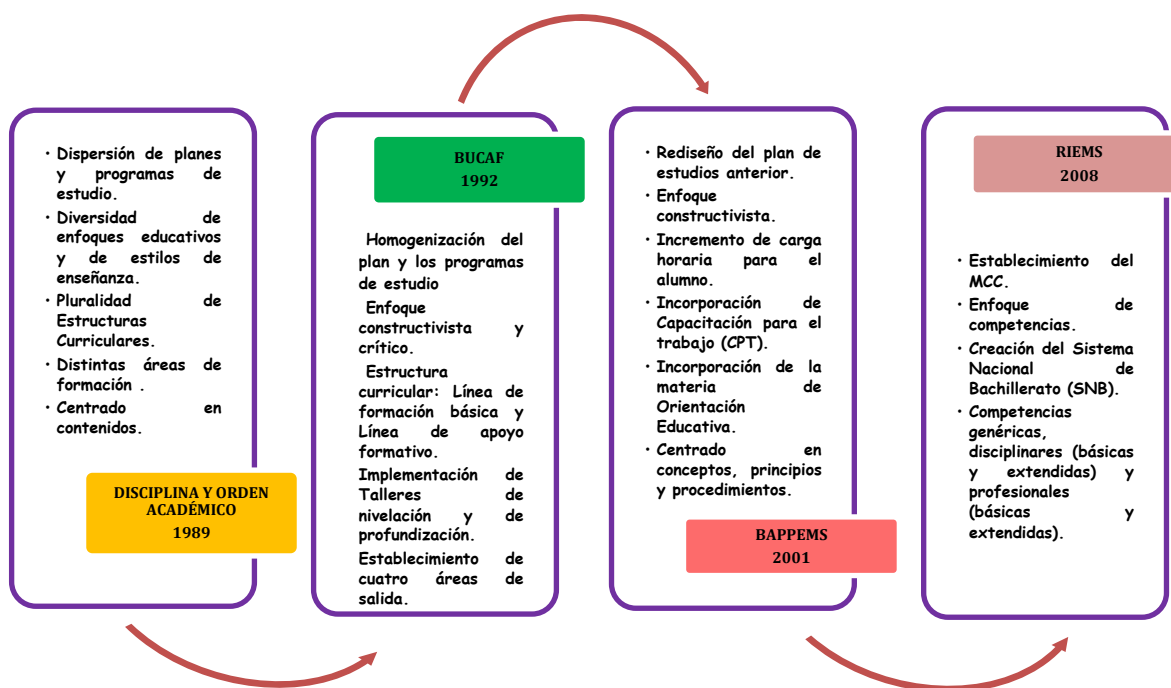 · Dispersión de planes
y programas de
estudio.
· Diversidad de
enfoques educativos
y de estilos de
enseñanza.
· Pluralidad de
Estructuras
Curriculares.
· Distintas áreas de
formación .
· Centrado en
contenidos.
DISCIPLINA Y ORDEN
ACADÉMICO
1989
BUCAF
1992
Homogenización del
plan y los programas
de estudio
Enfoque
constructivista y
crítico.
Estructura
curricular: Línea de
formación básica y
Línea de apoyo
formativo.
Implementación de
Talleres de
nivelación y de
profundización.
Establecimiento de
cuatro áreas de
salida.
· Rediseño del plan de
estudios anterior.
· Enfoque
constructivista.
· Incremento de carga
horaria para el
alumno.
· Incorporación de
Capacitación para el
trabajo (CPT).
· Incorporación de la
materia de
Orientación
Educativa.
· Centrado en
conceptos, principios
y procedimientos.
BAPPEMS
2001
RIEMS
2008
· Establecimiento del
MCC.
· Enfoque de
competencias.
· Creación del Sistema
Nacional de
Bachillerato (SNB).
· Competencias
genéricas,
disciplinares (básicas
y extendidas) y
profesionales
(básicas y
extendidas).